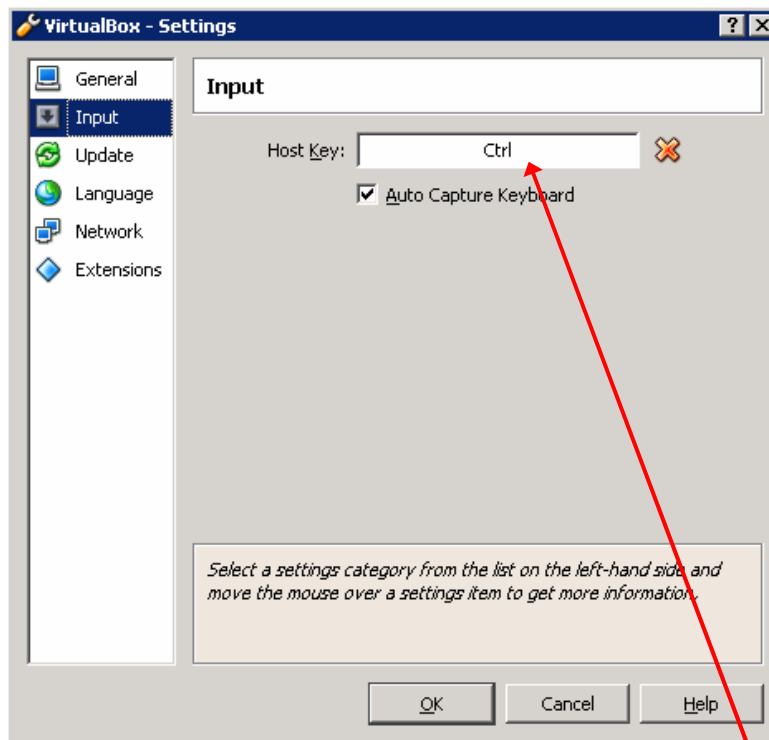 VirtualBox - Settings
General
Input
Update
Language
Network
Extensions
Input
Host Key: Ctrl
Auto Capture Keyboard
Select a settings category from the list on the left-hand side and
move the mouse over a settings item to get more information.
OK Cancel Help